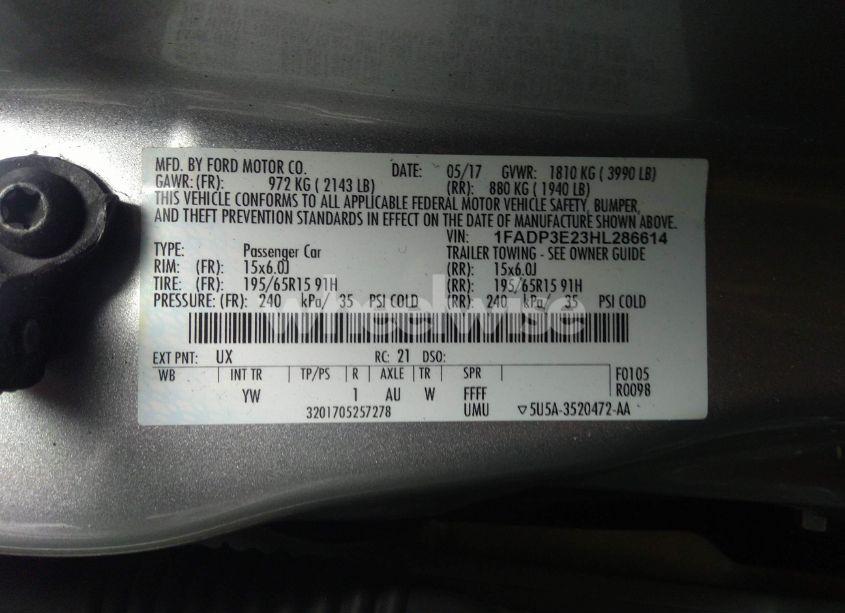 MFD. BY FORD MOTOR CO. DATE: 05/17 GVWR: 1810 KG ( 3990 LB)
GAWR: (FR): 972 KG ( 2143 LB) (RR): 880 KG ( 1940 LB)
THIS VEHICLE CONFORMS TO ALL APPLICABLE FEDERAL MOTOR VEHICLE SAFETY, BUMPER,
AND THEFT PREVENTION STANDARDS IN EFFECT ON THE DATE OF MANUFACTURE SHOWN ABOVE.
VIN: 1FADP3E23HL286614
TYPE: Passenger Car TRAILER TOWING - SEE OWNER GUIDE
RIM: (FR): 15x6.0J (RR): 15x6.0J
TIRE: (FR): 195/65R15 91H (RR): 195/65R15 91H
PRESSURE: (FR): 240 kPa/ 35 PSI COLD (RR): 240 kPa/ 35 PSI COLD
wheelwise
EXT PNT: UX RC: 21 DSO:
WB INT TR TP/PS R AXLE TR SPR F0105
YW 1 AU W FFFF R0098
3201705257278 UMU ▽5U5A-3520472-AA